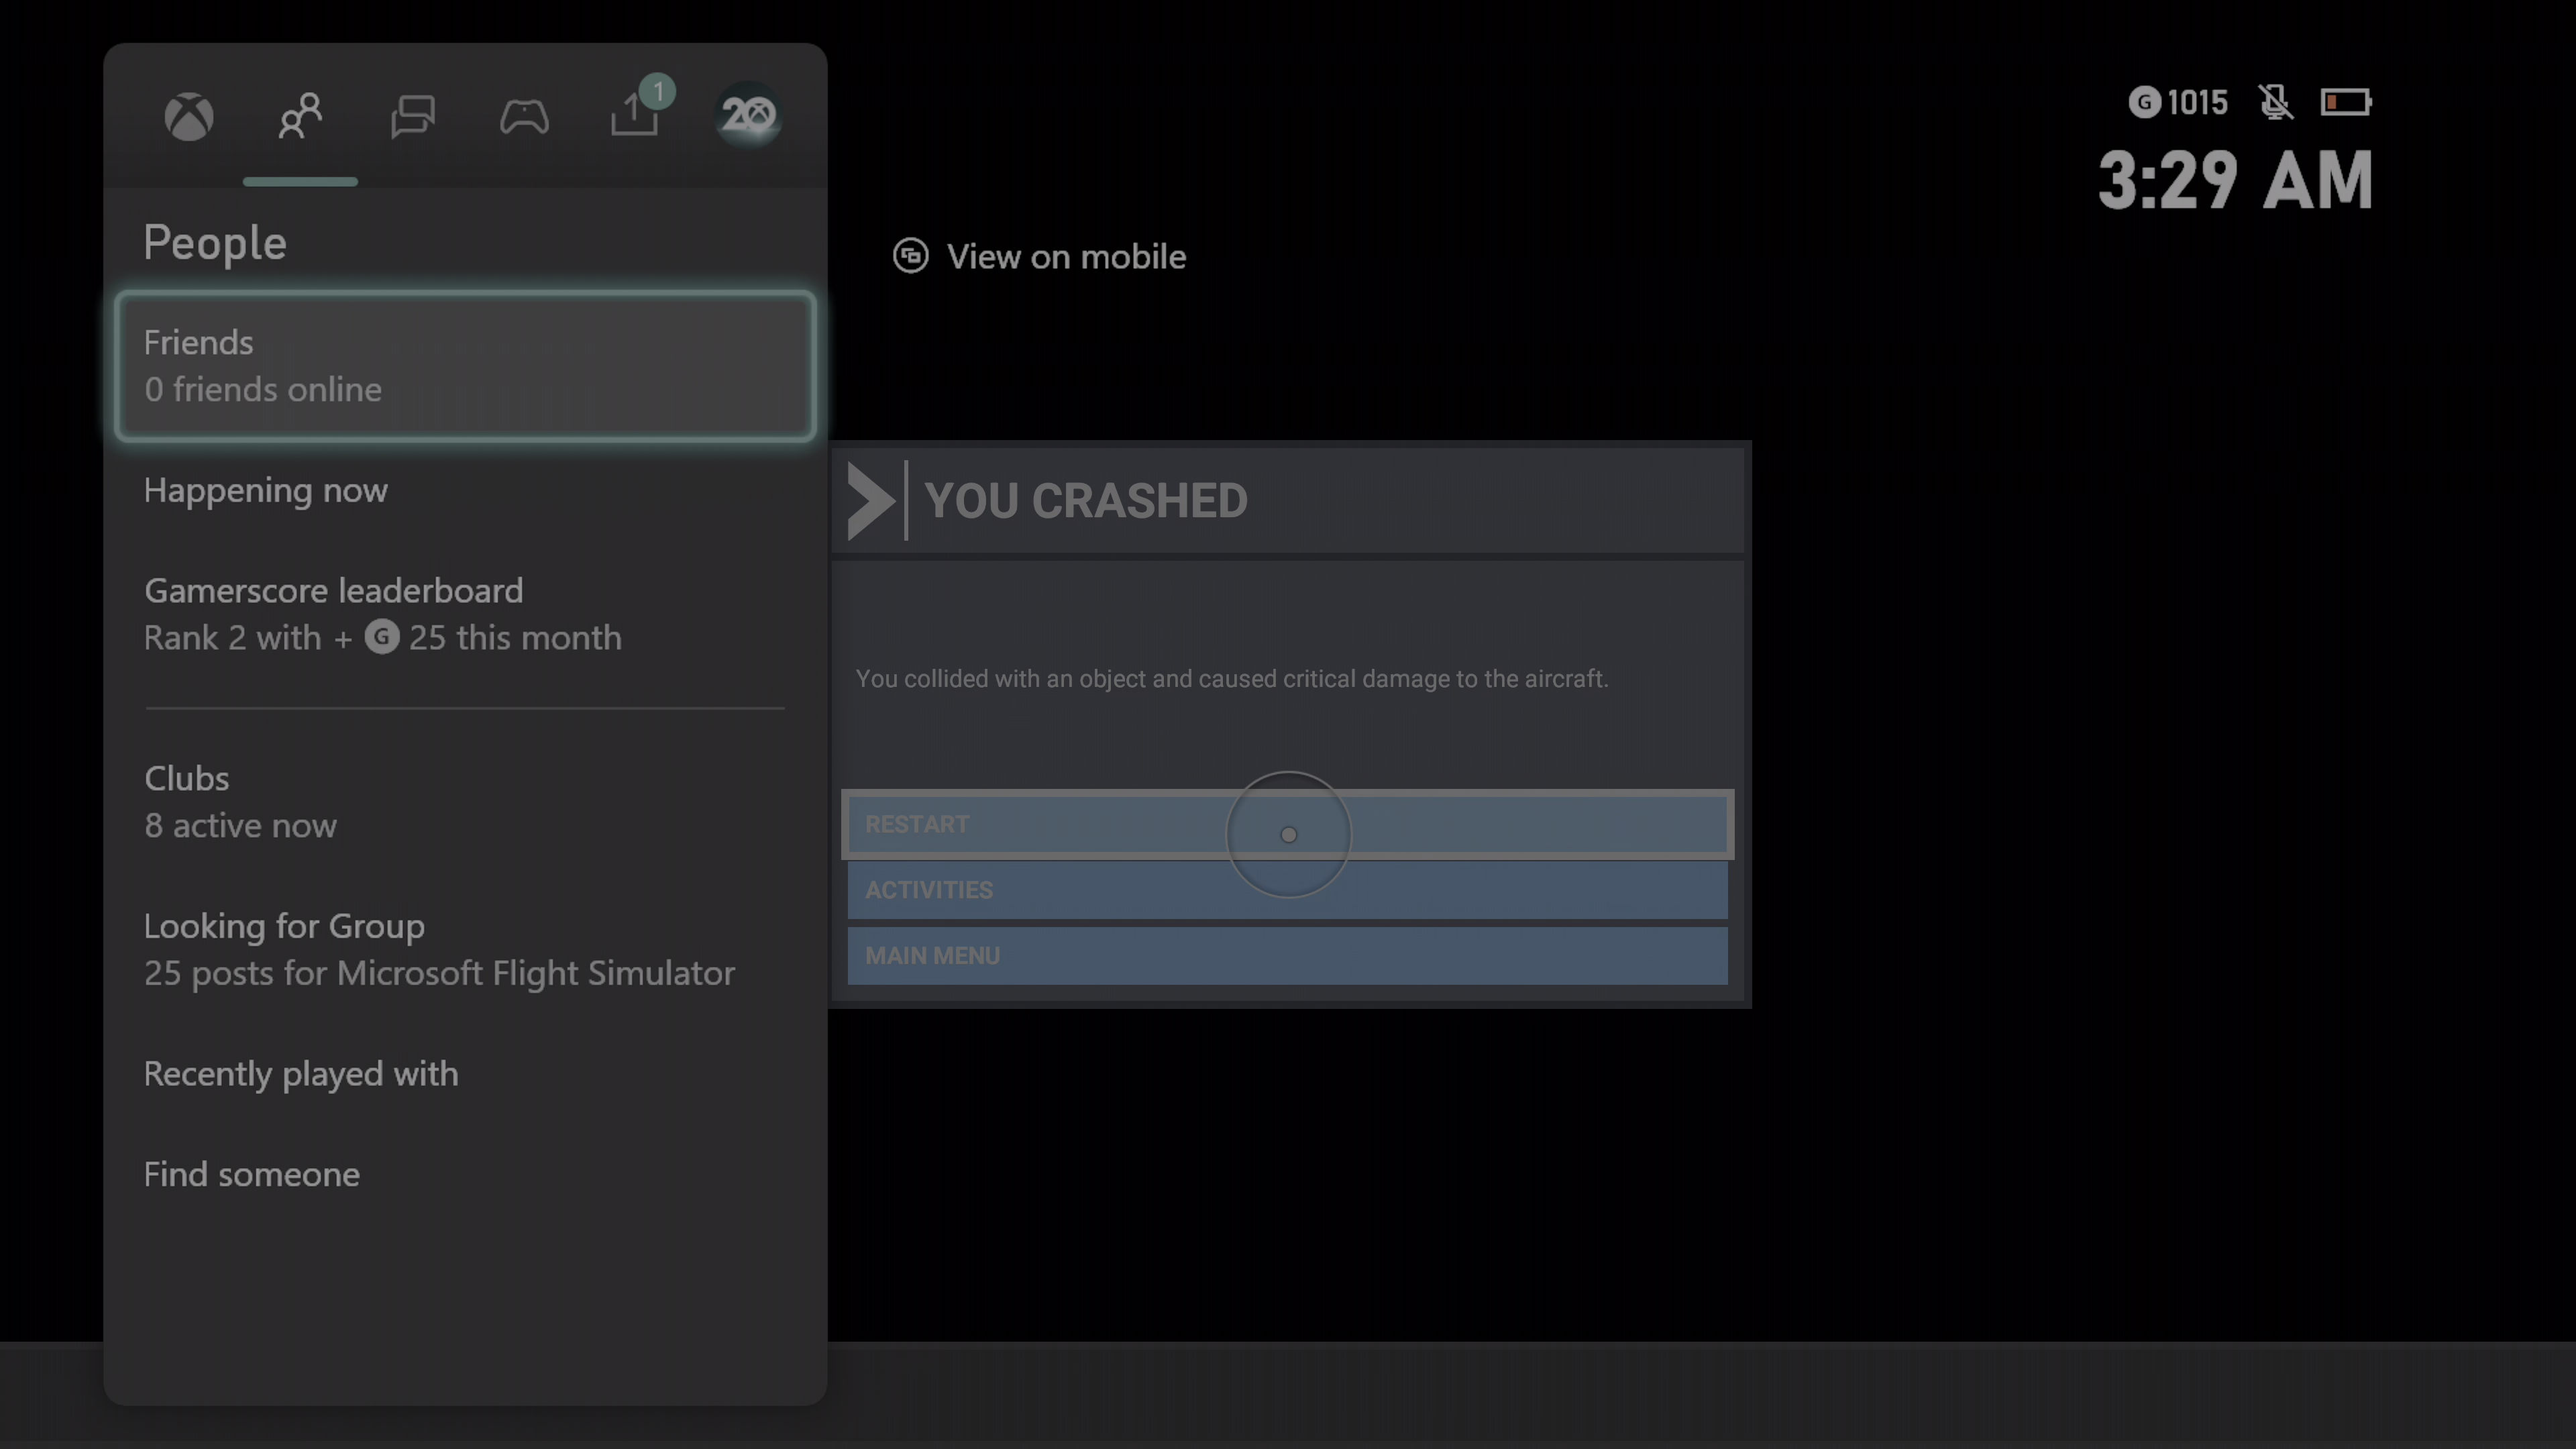 1
20
G 1015
3:29 AM
People
View on mobile
Friends
0 friends online
Happening now
Gamerscore leaderboard
Rank 2 with + G 25 this month
Clubs
8 active now
Looking for Group
25 posts for Microsoft Flight Simulator
Recently played with
Find someone
YOU CRASHED
You collided with an object and caused critical damage to the aircraft.
RESTART
ACTIVITIES
MAIN MENU